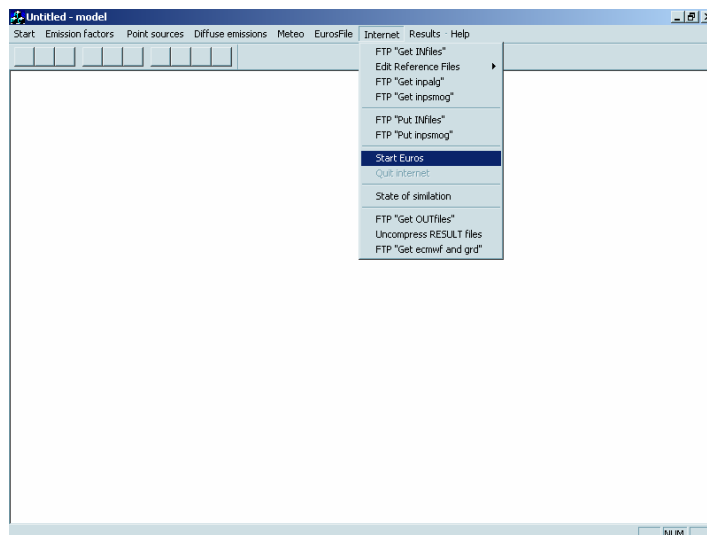 Untitled - model
Start Emission factors Point sources Diffuse emissions Meteo EurosFile Internet Results Help
FTP "Get INfiles"
Edit Reference Files
FTP "Get inpalg"
FTP "Get inpsmog"
FTP "Put INfiles"
FTP "Put inpsmog"
Start Euros
Quit internet
State of similation
FTP "Get OUTfiles"
Uncompress RESULT files
FTP "Get ecmwf and grd"
NUM